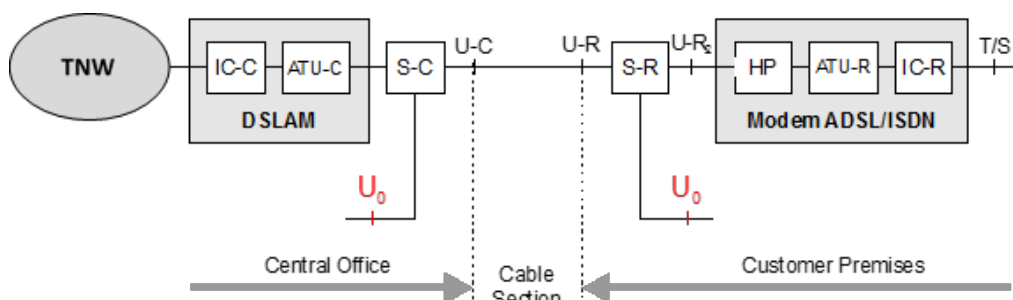 U-C
U-R
U-R2
T/S
TNW
IC-C
ATU-C
S-C
S-R
HP
ATU-R
IC-R
DSLAM
Modem ADSL/ISDN
U0
U0
Central Office
Cable
Section
Customer Premises